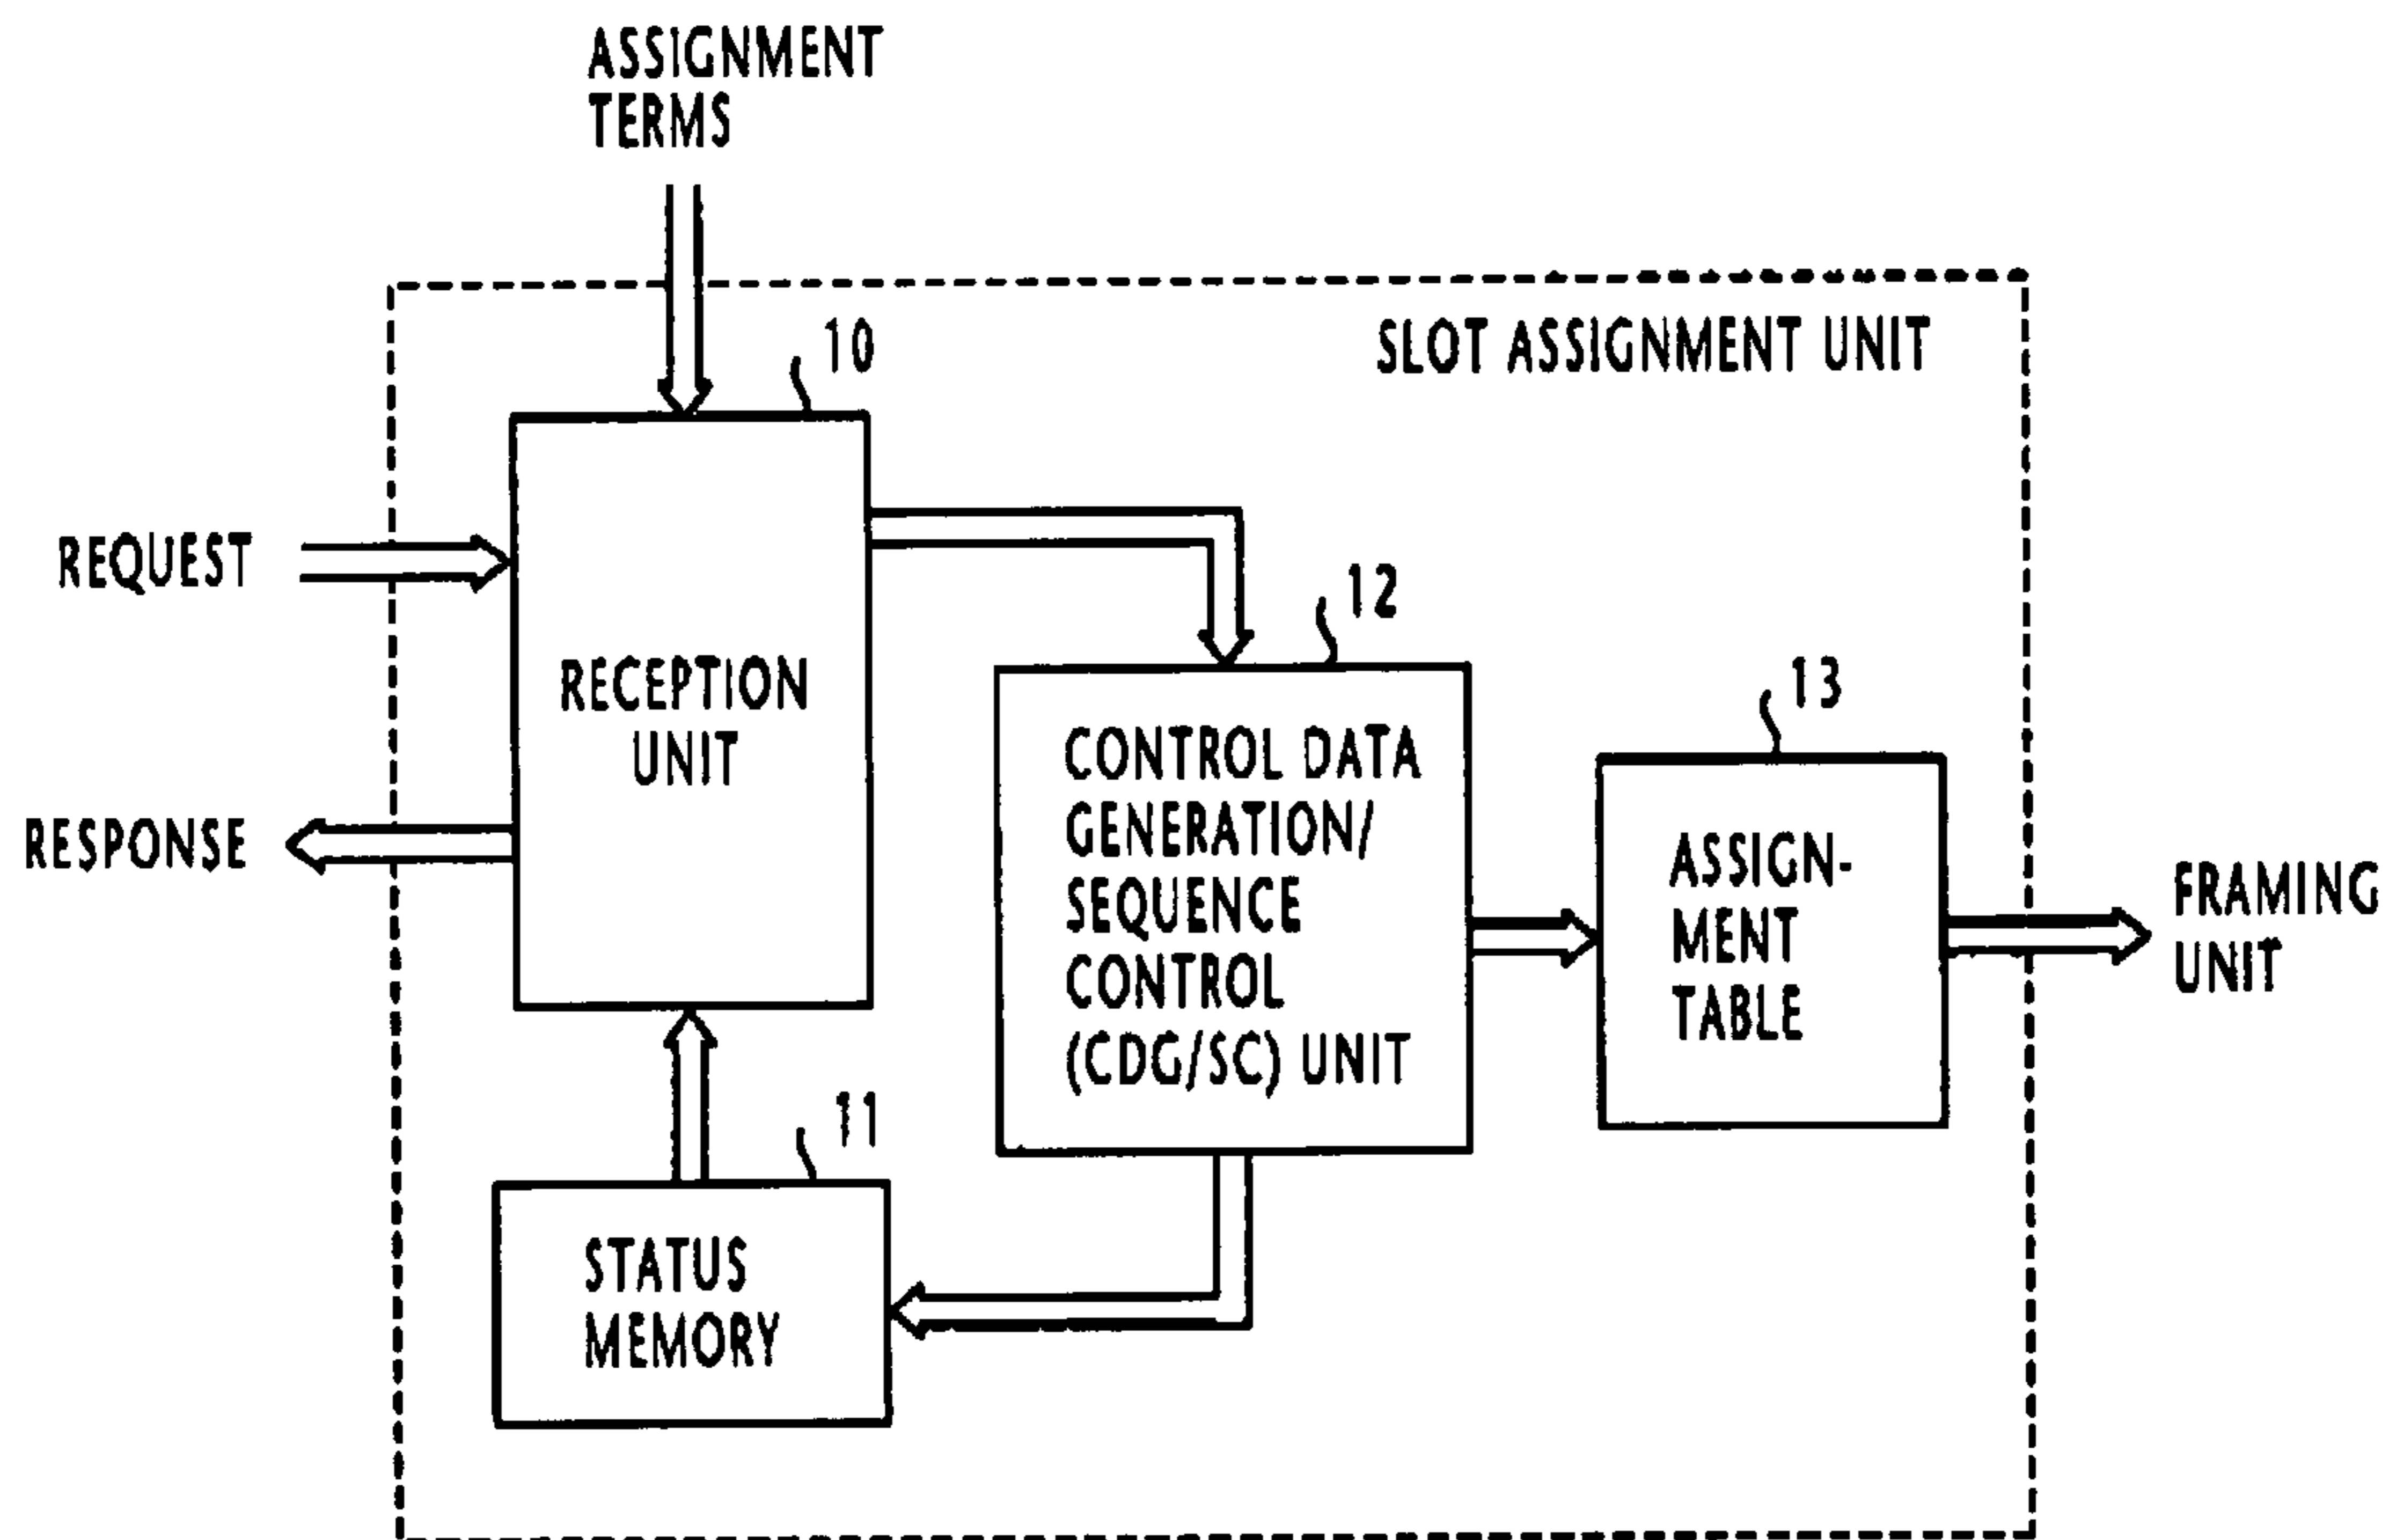 ASSIGNMENT
TERMS
SLOT ASSIGNMENT UNIT
10
REQUEST
RECEPTION
UNIT
RESPONSE
12
CONTROL DATA
GENERATION/
SEQUENCE
CONTROL
(CDG/SC) UNIT
13
ASSIGN-
MENT
TABLE
FRAMING
UNIT
11
STATUS
MEMORY